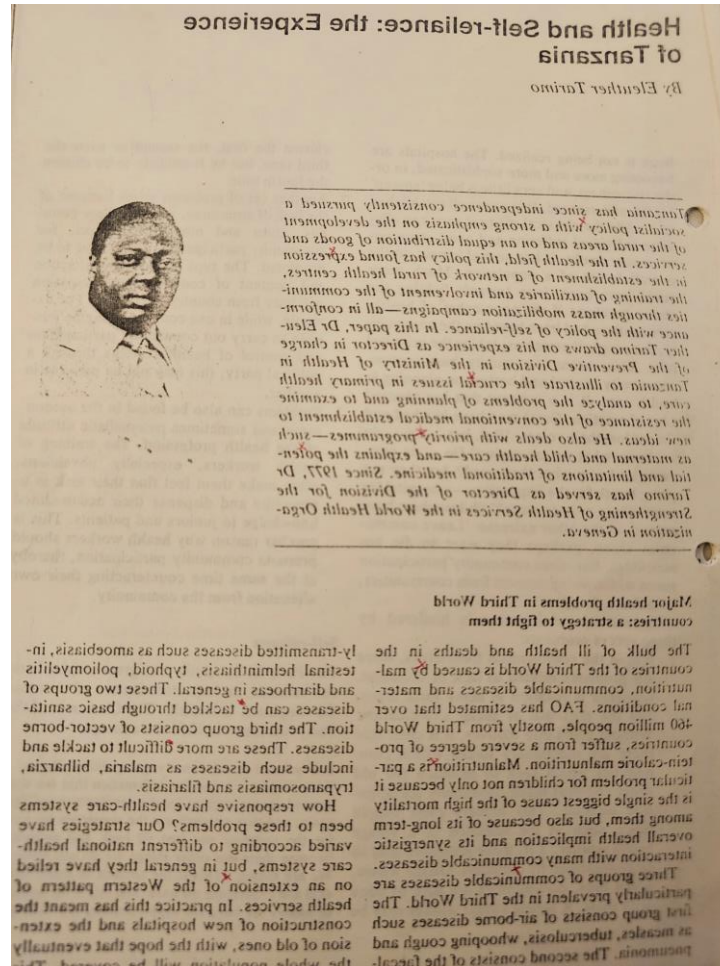 Health and Self-reliance: the Experience
of Tanzania
By Eleuther Tarimo
Tanzania has since independence consistently pursued a
socialist policy with a strong emphasis on the development
of the rural areas and on an equal distribution of goods and
services. In the health field, this policy has found expression
in the establishment of a network of rural health centres,
the training of auxiliaries and involvement of the communi-
ties through mass mobilization campaigns—all in conform-
ance with the policy of self-reliance. In this paper, Dr Eleu-
ther Tarimo draws on his experience as Director in charge
of the Preventive Division in the Ministry of Health in
Tanzania to illustrate the crucial issues in primary health
care, to analyze the problems of planning and to examine
the resistance of the conventional medical establishment to
new ideas. He also deals with priority programmes—such
as maternal and child health care—and explains the poten-
tial and limitations of traditional medicine. Since 1977, Dr
Tarimo has served as Director of the Division for the
Strengthening of Health Services in the World Health Orga-
nization in Geneva.
Major health problems in Third World
countries: a strategy to fight them
The bulk of ill health and deaths in the
countries of the Third World is caused by mal-
nutrition, communicable diseases and mater-
nal conditions. FAO has estimated that over
460 million people, mostly from Third World
countries, suffer from a severe degree of pro-
tein-calorie malnutrition. Malnutrition is a par-
ticular problem for children not only because it
is the single biggest cause of the high mortality
among them, but also because of its long-term
overall health implication and its synergistic
interaction with many communicable diseases.
Three groups of communicable diseases are
particularly prevalent in the Third World. The
first group consists of air-borne diseases such
as measles, tuberculosis, whooping cough and
pneumonia. The second consists of the faecal-
ly-transmitted diseases such as amoebiasis, in-
testinal helminthiasis, typhoid, poliomyelitis
and diarrhoeas in general. These two groups of
diseases can be tackled through basic sanita-
tion. The third group consists of vector-borne
diseases. These are more difficult to tackle and
include such diseases as malaria, bilharzia,
trypanosomiasis and filariasis.
How responsive have health-care systems
been to these problems? Our strategies have
varied according to different national health-
care systems, but in general they have relied
on an extension of the Western pattern of
health services. In practice this has meant the
construction of new hospitals and the exten-
sion of old ones, with the hope that eventually
the whole population will be covered. This